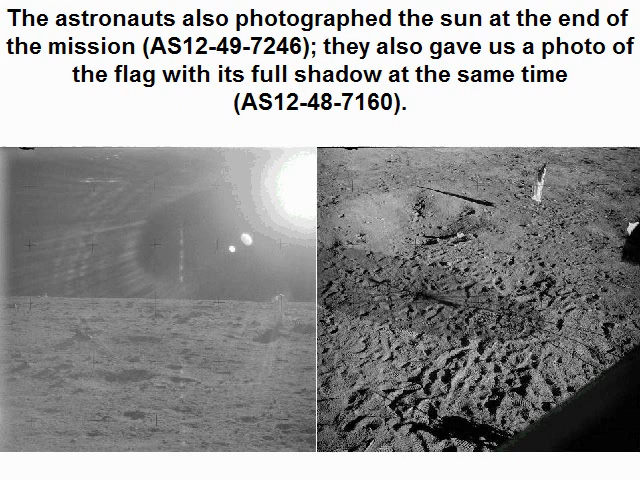 The astronauts also photographed the sun at the end of
the mission (AS12-49-7246); they also gave us a photo of
the flag with its full shadow at the same time
(AS12-48-7160).